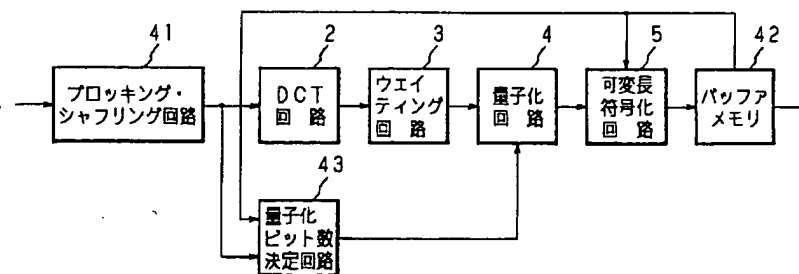 41
ブロッキング・
シャフリング回路
2
DCT
回路
3
ウェイ
ティング
回路
4
量子化
回路
5
可変長
符号化
回路
42
バッファ
メモリ
43
量子化
ビット数
決定回路